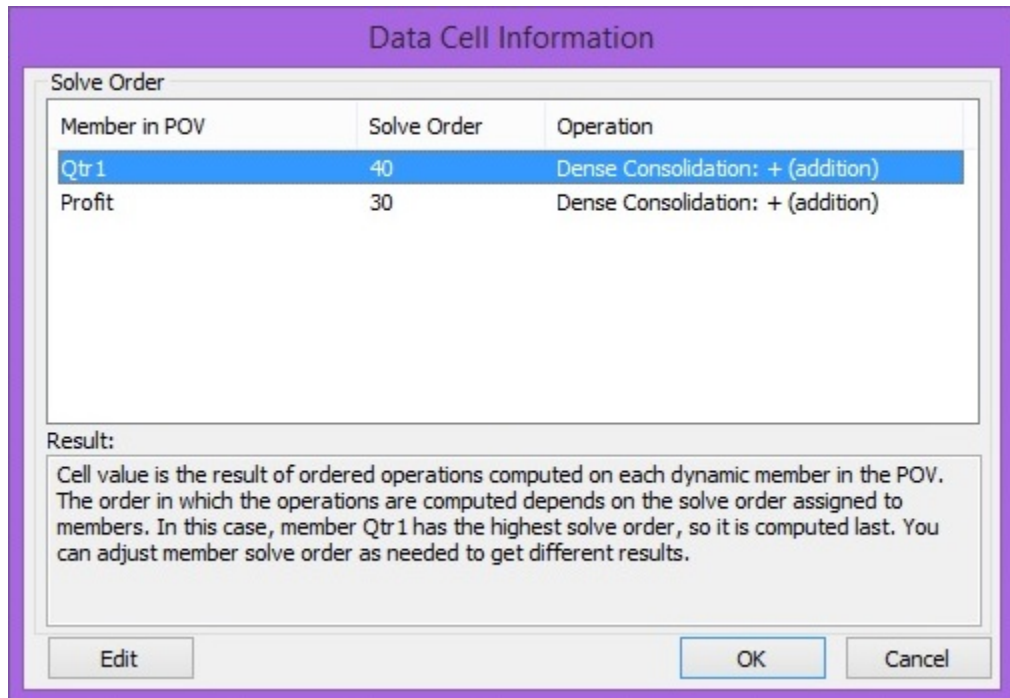 Data Cell Information
Solve Order
Member in POV Solve Order Operation
Qtr1 40 Dense Consolidation: + (addition)
Profit 30 Dense Consolidation: + (addition)
Result:
Cell value is the result of ordered operations computed on each dynamic member in the POV.
The order in which the operations are computed depends on the solve order assigned to
members. In this case, member Qtr1 has the highest solve order, so it is computed last. You
can adjust member solve order as needed to get different results.
Edit OK Cancel